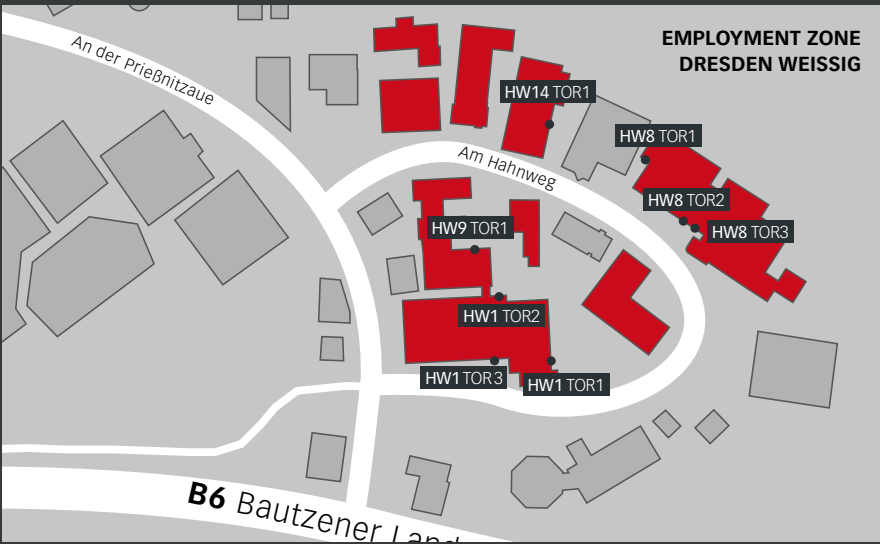 EMPLOYMENT ZONE
DRESDEN WEISSIG
An der Prießnitzaue
HW14 TOR1
HW8 TOR1
Am Hahnweg
HW8 TOR2
HW9 TOR1
HW8 TOR3
HW1 TOR2
HW1 TOR3
HW1 TOR1
B6 Bautzener